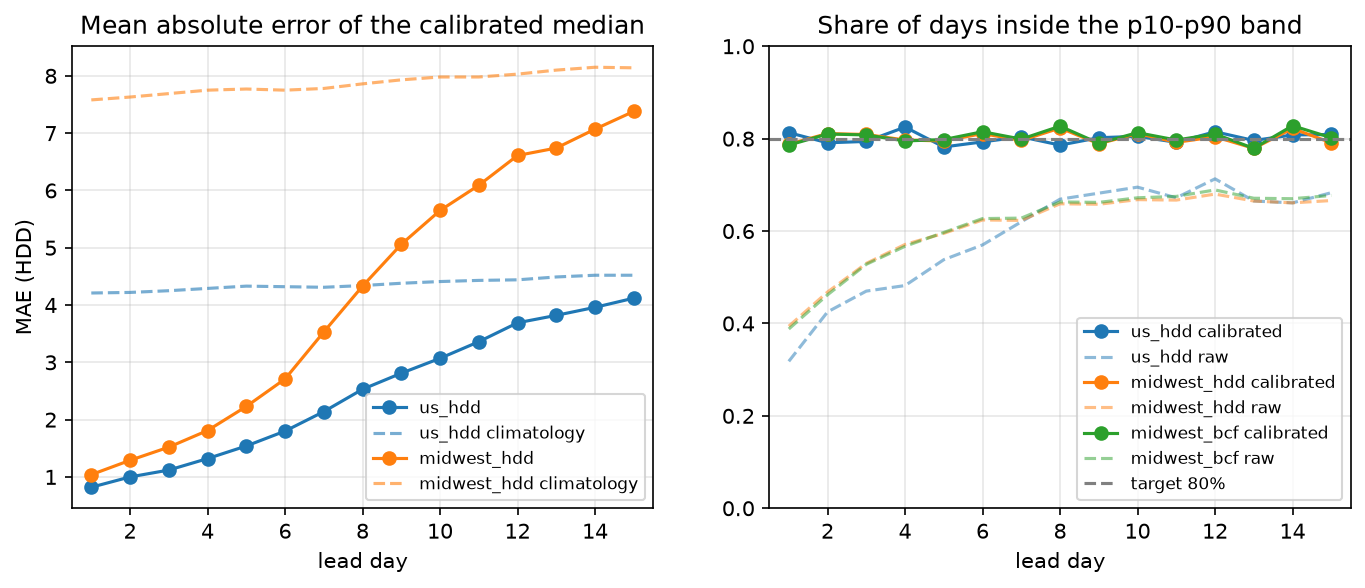 Mean absolute error of the calibrated median
MAE (HDD)
8
7
6
5
4
3
2
1
2 4 6 8 10 12 14
lead day
us_hdd
us_hdd climatology
midwest_hdd
midwest_hdd climatology
Share of days inside the p10-p90 band
1.0
0.8
0.6
0.4
0.2
0.0
2 4 6 8 10 12 14
lead day
us_hdd calibrated
us_hdd raw
midwest_hdd calibrated
midwest_hdd raw
midwest_bcf calibrated
midwest_bcf raw
target 80%